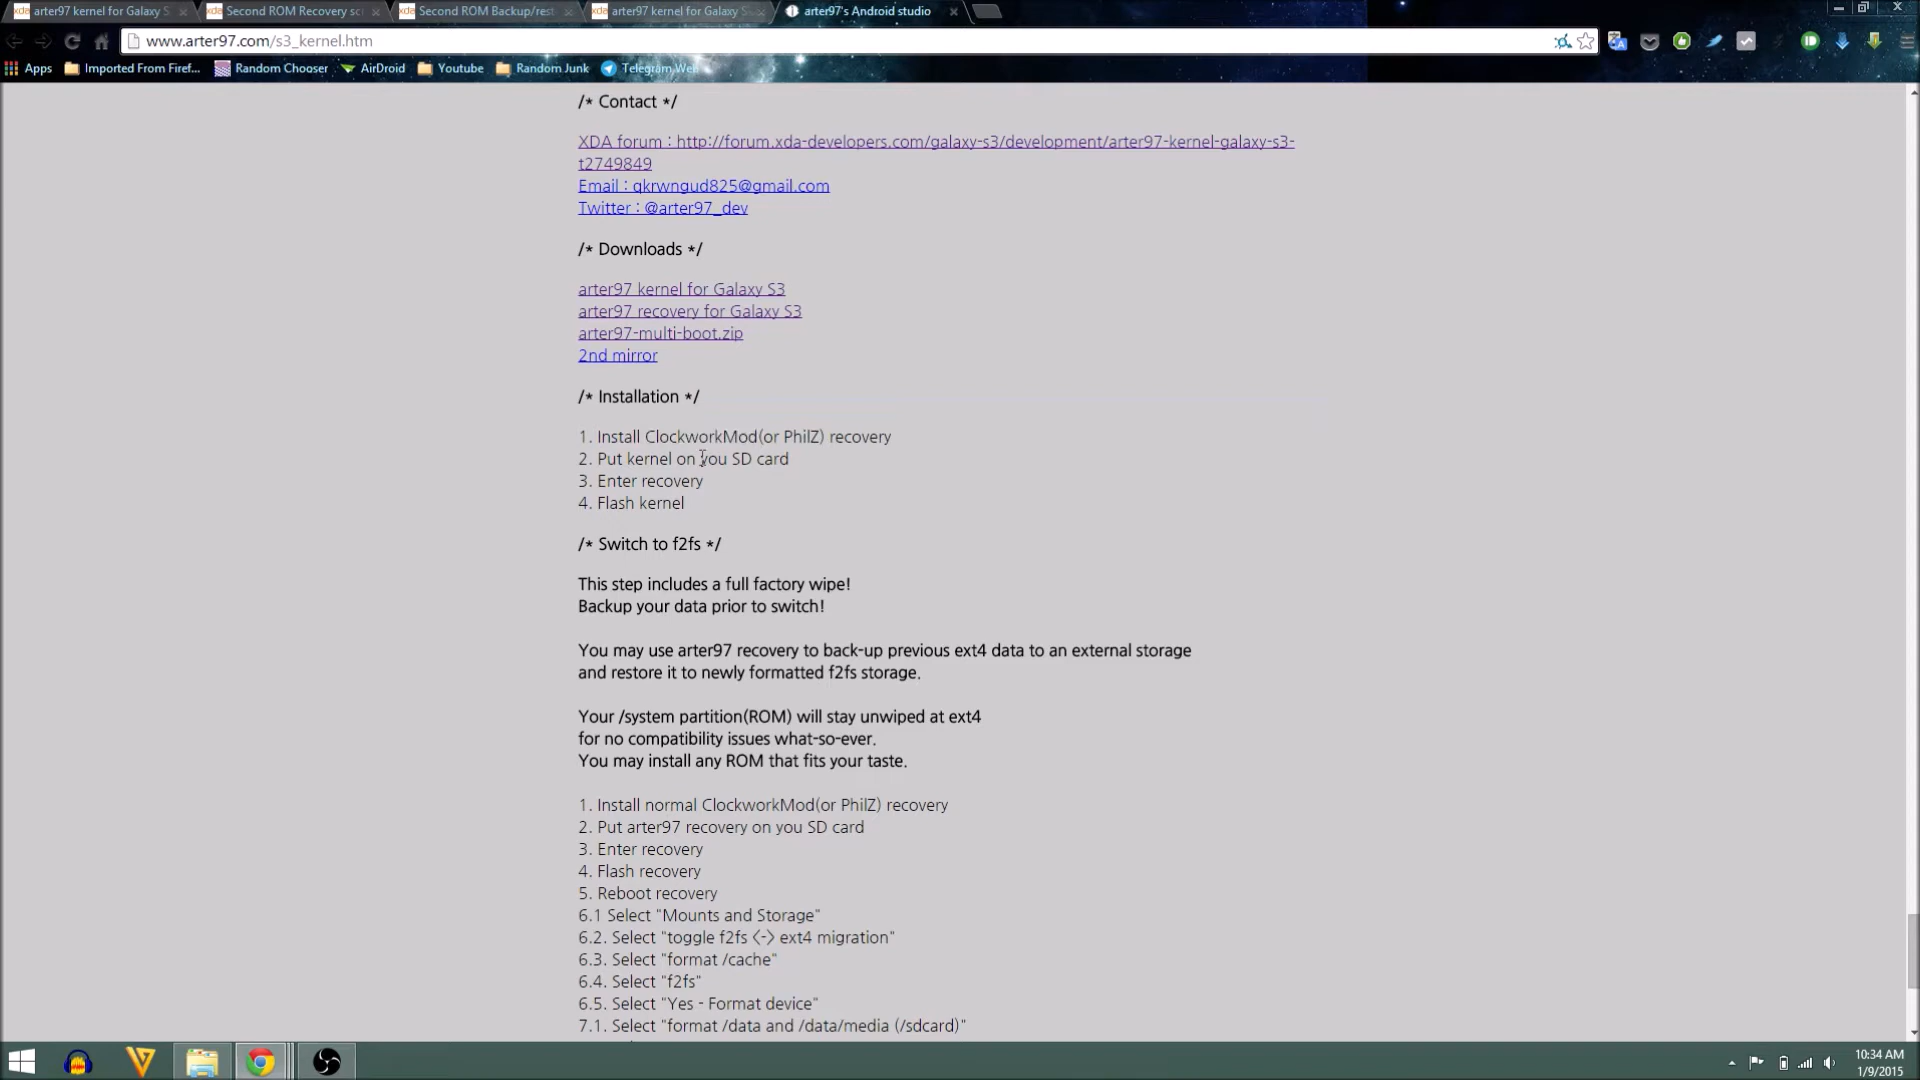 arter97 kernel for Galaxy S
Second ROM Recovery sc
Second ROM Backup/rest
arter97 kernel for Galaxy S
arter97's Android studio
www.arter97.com/s3_kernel.htm
Apps
Imported From Firef...
Random Chooser
AirDroid
Youtube
Random Junk
Telegram Web
/* Contact */
XDA forum : http://forum.xda-developers.com/galaxy-s3/development/arter97-kernel-galaxy-s3-
t2749849
Email : qkrwngud825@gmail.com
Twitter : @arter97_dev
/* Downloads */
arter97 kernel for Galaxy S3
arter97 recovery for Galaxy S3
arter97-multi-boot.zip
2nd mirror
/* Installation */
1. Install ClockworkMod(or PhilZ) recovery
2. Put kernel on you SD card
3. Enter recovery
4. Flash kernel
/* Switch to f2fs */
This step includes a full factory wipe!
Backup your data prior to switch!
You may use arter97 recovery to back-up previous ext4 data to an external storage
and restore it to newly formatted f2fs storage.
Your /system partition(ROM) will stay unwiped at ext4
for no compatibility issues what-so-ever.
You may install any ROM that fits your taste.
1. Install normal ClockworkMod(or PhilZ) recovery
2. Put arter97 recovery on you SD card
3. Enter recovery
4. Flash recovery
5. Reboot recovery
6.1 Select "Mounts and Storage"
6.2. Select "toggle f2fs <-> ext4 migration"
6.3. Select "format /cache"
6.4. Select "f2fs"
6.5. Select "Yes - Format device"
7.1. Select "format /data and /data/media (/sdcard)"
10:34 AM
1/9/2015